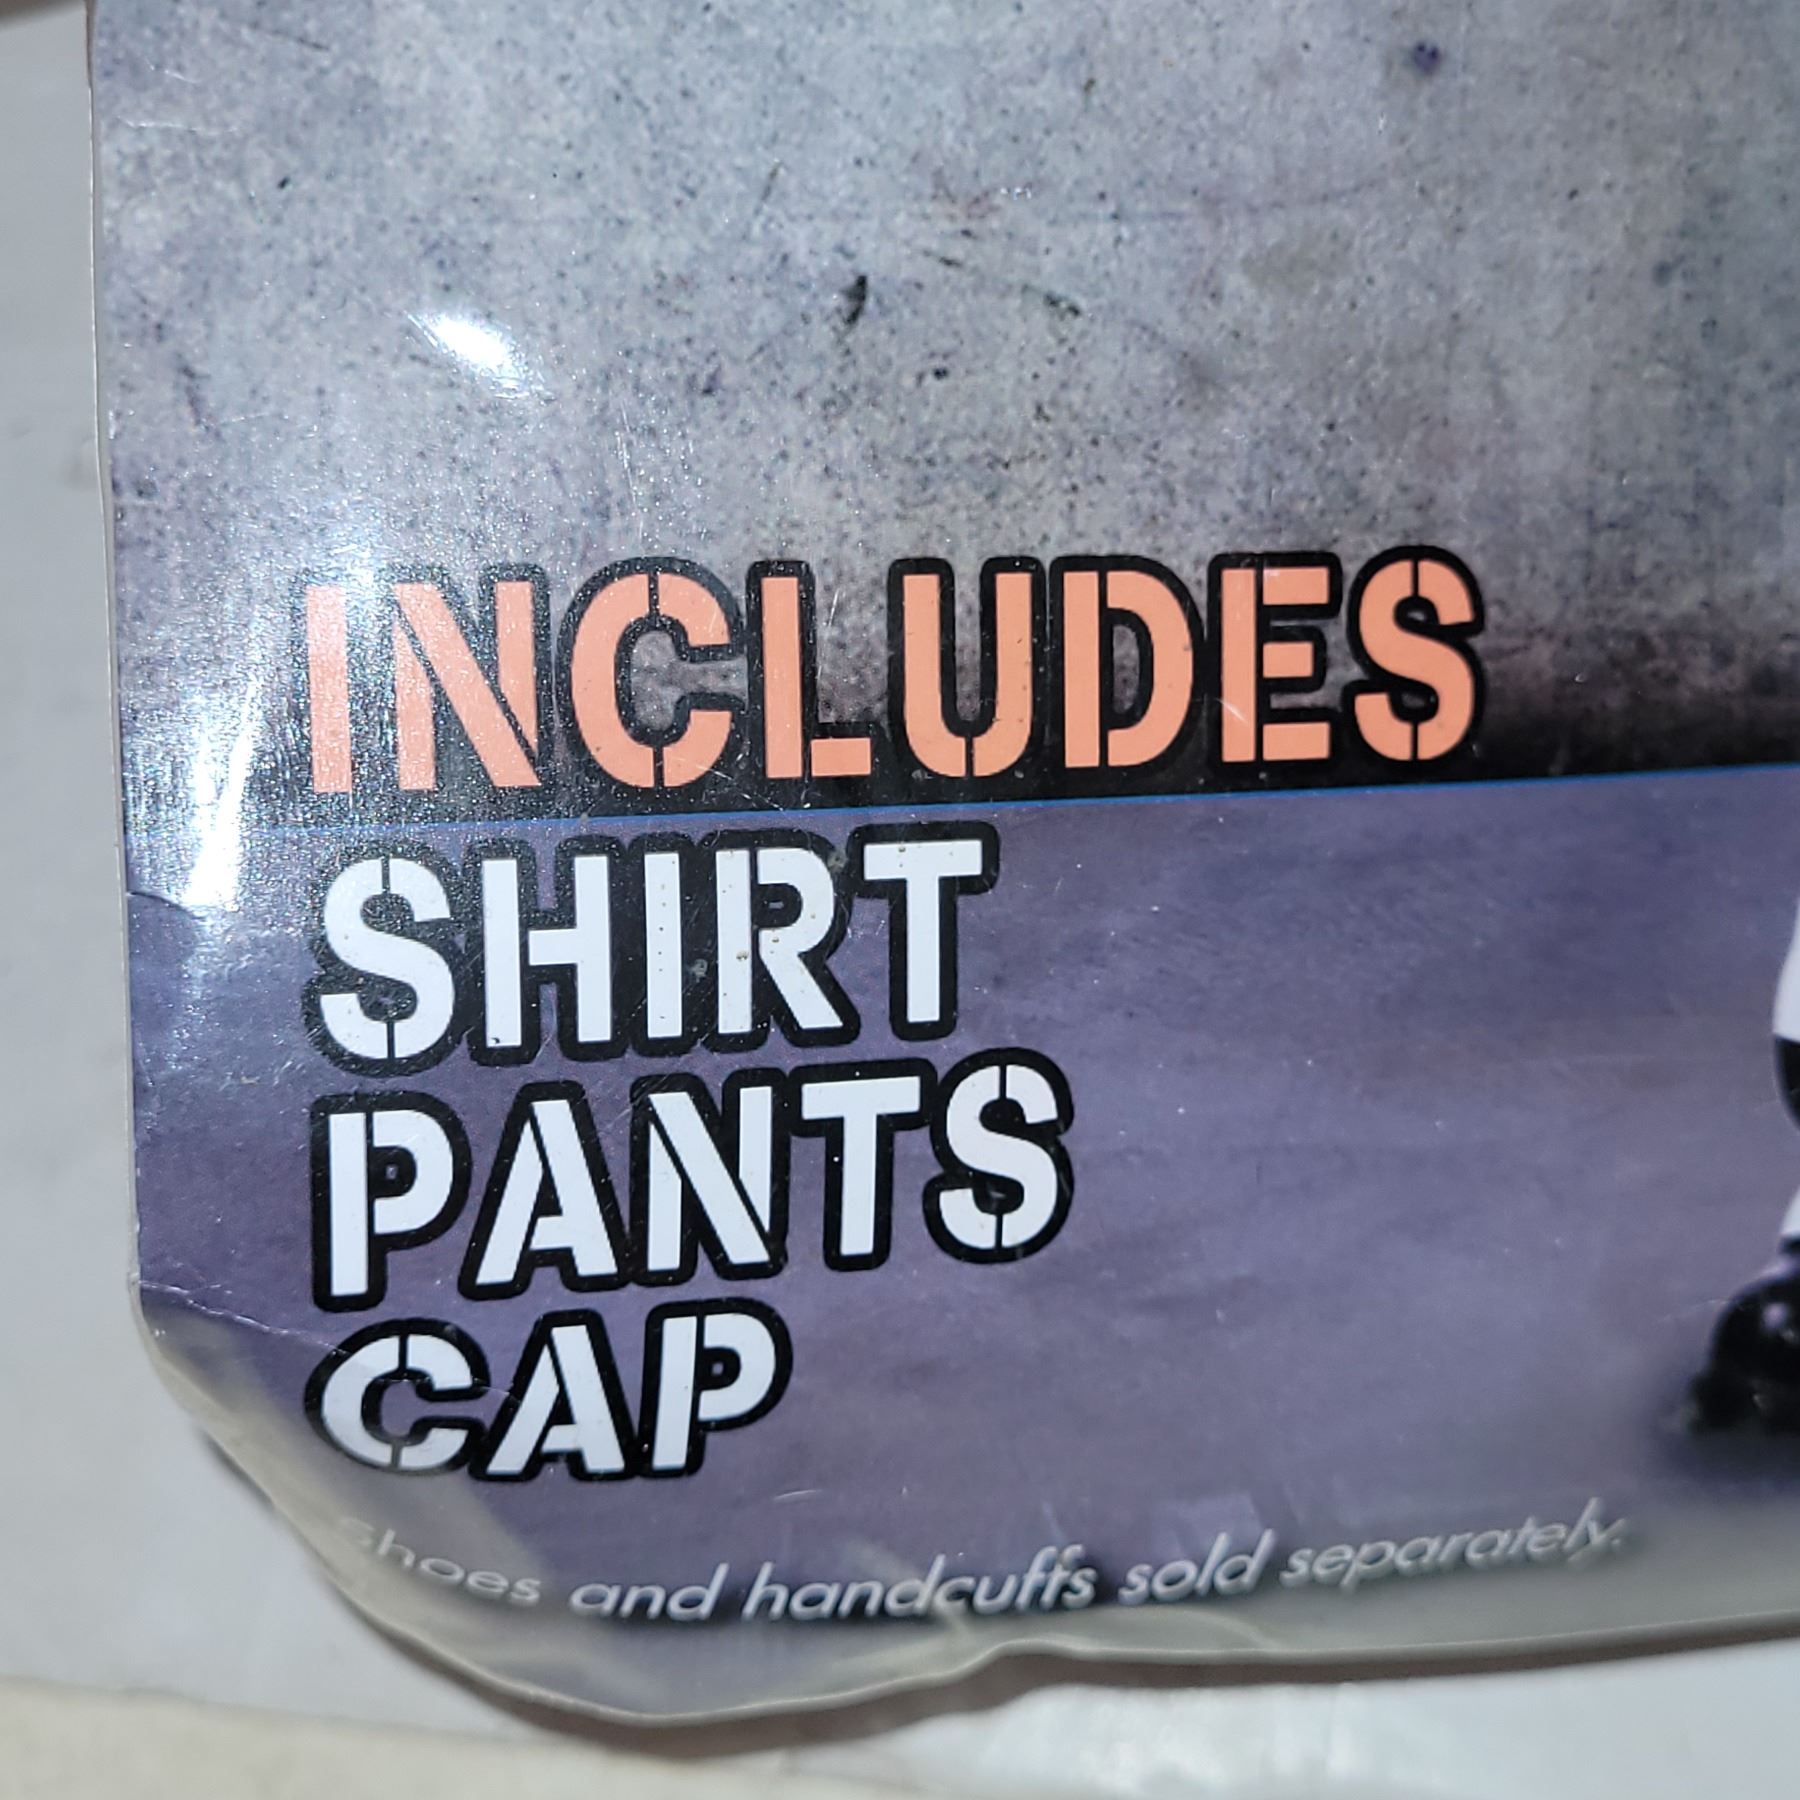 INCLUDES
SHIRT
PANTS
CAP
Shoes and handcuffs sold separately.